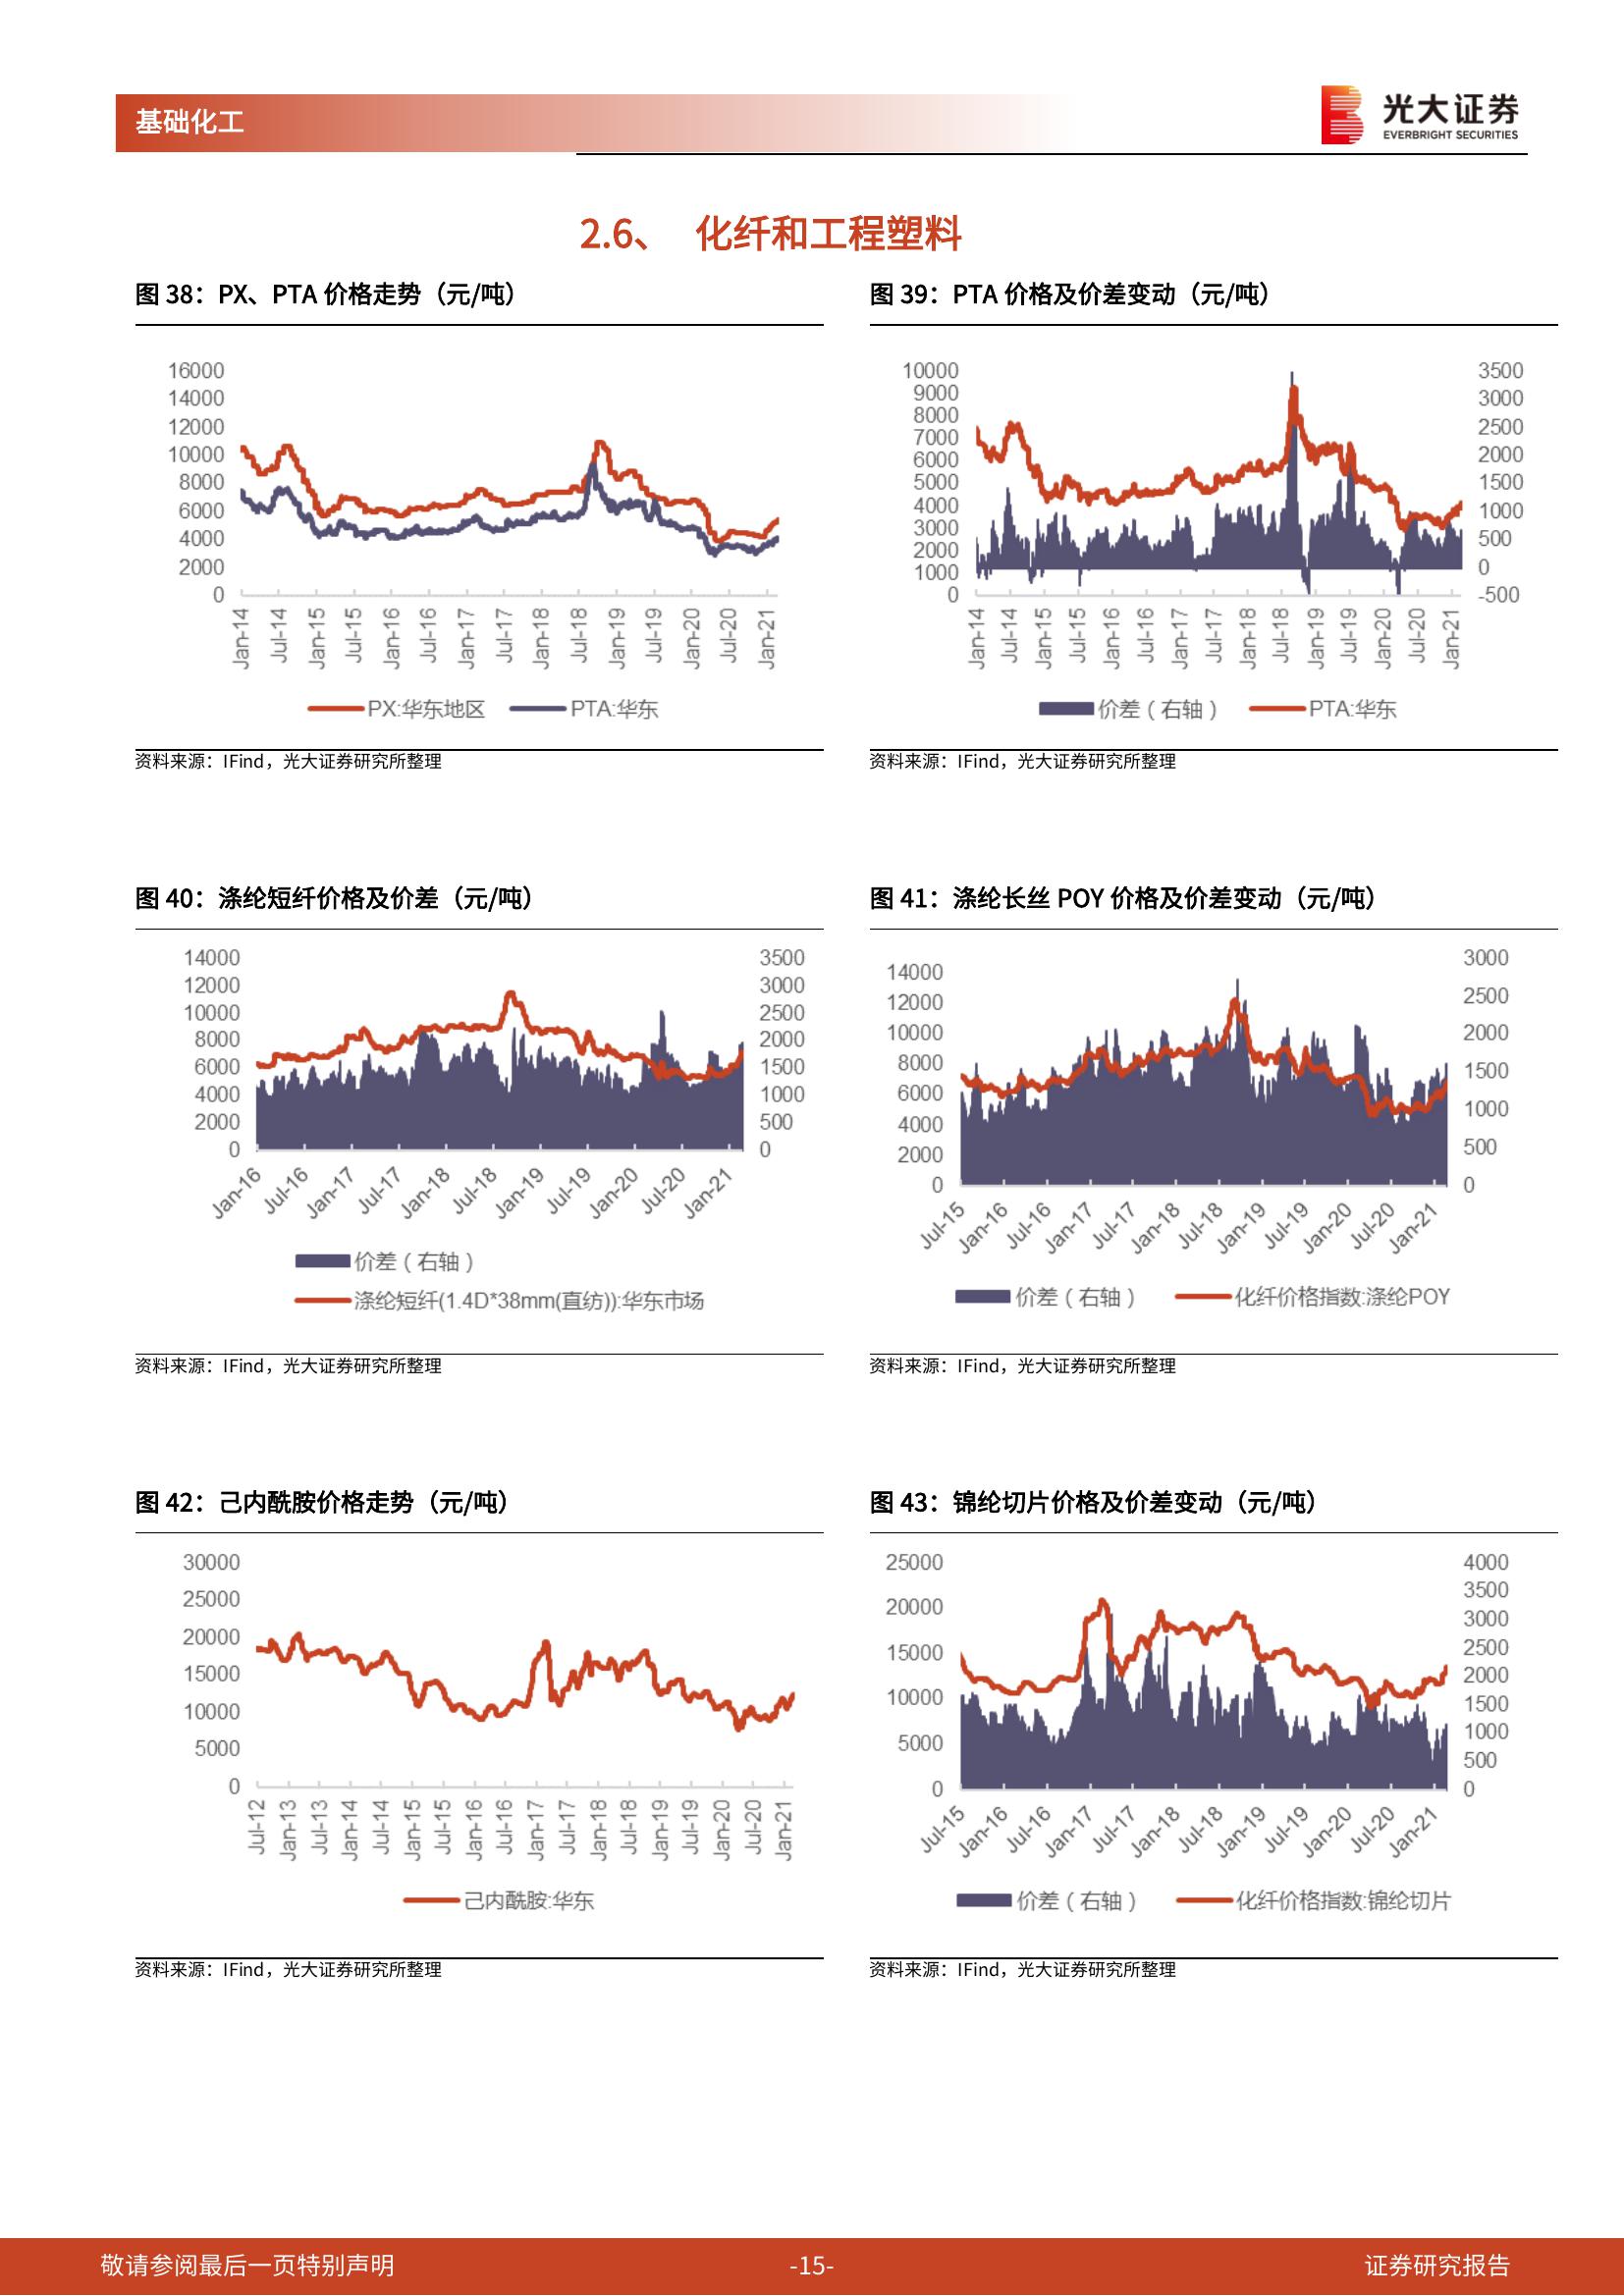 基础化工
光大证券
EVERBRIGHT SECURITIES
2.6、 化纤和工程塑料
图 38：PX、PTA 价格走势（元/吨）
16000
14000
12000
10000
8000
6000
4000
2000
0
Jan-14
Jul-14
Jan-15
Jul-15
Jan-16
Jul-16
Jan-17
Jul-17
Jan-18
Jul-18
Jan-19
Jul-19
Jan-20
Jul-20
Jan-21
PX:华东地区 PTA:华东
资料来源：IFind，光大证券研究所整理
图 39：PTA 价格及价差变动（元/吨）
10000
9000
8000
7000
6000
5000
4000
3000
2000
1000
0
3500
3000
2500
2000
1500
1000
500
0
-500
Jan-14
Jul-14
Jan-15
Jul-15
Jan-16
Jul-16
Jan-17
Jul-17
Jan-18
Jul-18
Jan-19
Jul-19
Jan-20
Jul-20
Jan-21
价差（右轴） PTA:华东
资料来源：IFind，光大证券研究所整理
图 40：涤纶短纤价格及价差（元/吨）
14000
12000
10000
8000
6000
4000
2000
0
3500
3000
2500
2000
1500
1000
500
0
Jan-16
Jul-16
Jan-17
Jul-17
Jan-18
Jul-18
Jan-19
Jul-19
Jan-20
Jul-20
Jan-21
价差（右轴）
涤纶短纤(1.4D*38mm(直纺)):华东市场
资料来源：IFind，光大证券研究所整理
图 41：涤纶长丝 POY 价格及价差变动（元/吨）
14000
12000
10000
8000
6000
4000
2000
0
3000
2500
2000
1500
1000
500
0
Jul-15
Jan-16
Jul-16
Jan-17
Jul-17
Jan-18
Jul-18
Jan-19
Jul-19
Jan-20
Jul-20
Jan-21
价差（右轴） 化纤价格指数:涤纶POY
资料来源：IFind，光大证券研究所整理
图 42：己内酰胺价格走势（元/吨）
30000
25000
20000
15000
10000
5000
0
Jul-12
Jan-13
Jul-13
Jan-14
Jul-14
Jan-15
Jul-15
Jan-16
Jul-16
Jan-17
Jul-17
Jan-18
Jul-18
Jan-19
Jul-19
Jan-20
Jul-20
Jan-21
己内酰胺:华东
资料来源：IFind，光大证券研究所整理
图 43：锦纶切片价格及价差变动（元/吨）
25000
20000
15000
10000
5000
0
4000
3500
3000
2500
2000
1500
1000
500
0
Jul-15
Jan-16
Jul-16
Jan-17
Jul-17
Jan-18
Jul-18
Jan-19
Jul-19
Jan-20
Jul-20
Jan-21
价差（右轴） 化纤价格指数:锦纶切片
资料来源：IFind，光大证券研究所整理
敬请参阅最后一页特别声明
-15-
证券研究报告